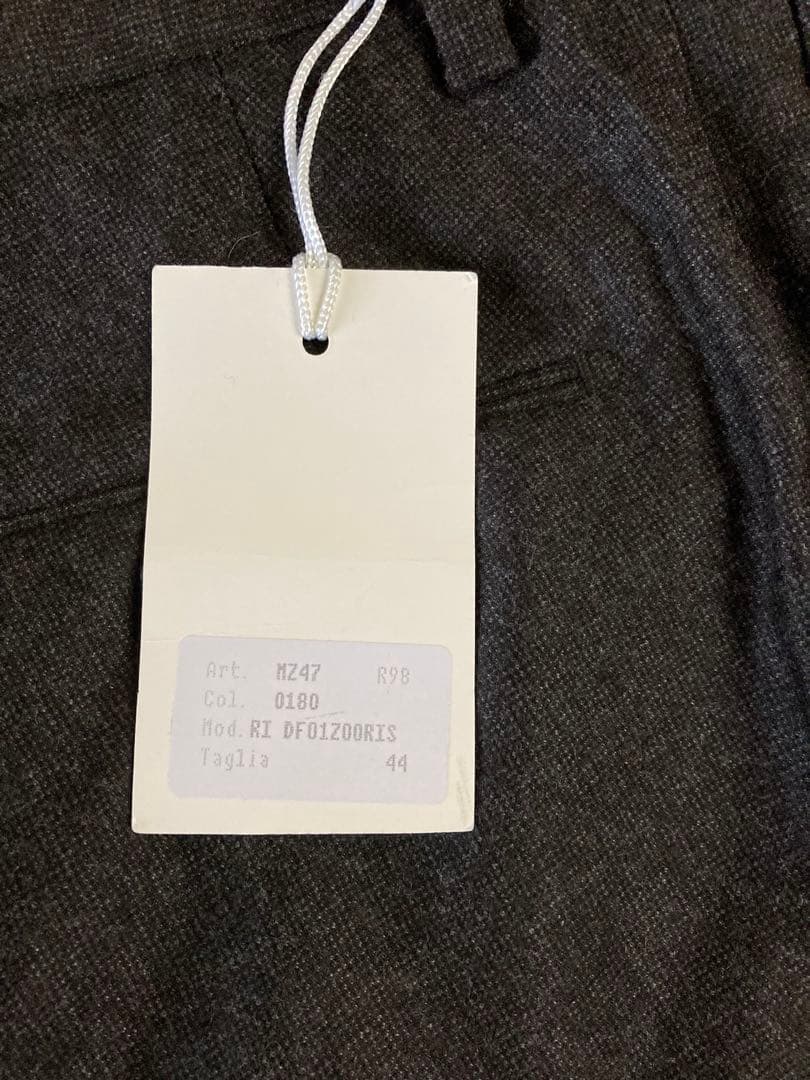 Art. MZ47 R98
Col. 0180
Mod. RI DF01Z00RIS
Taglia 44